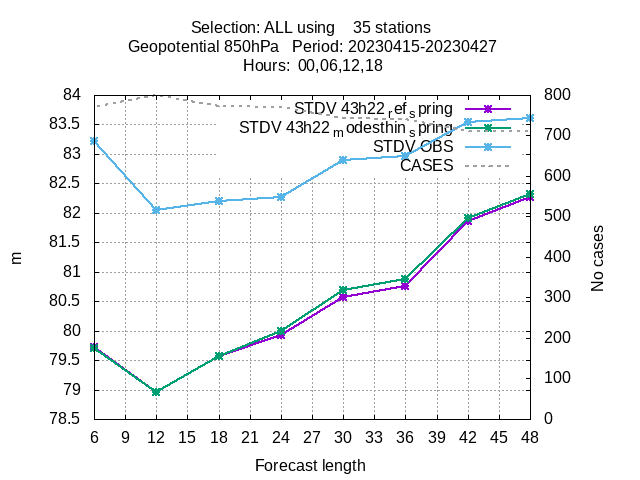 Selection: ALL using    35 stations
Geopotential 850hPa   Period: 20230415-20230427
Hours: 00,06,12,18
STDV 43h22_ref_spring
STDV 43h22_modesthin_spring
STDV OBS
CASES
84
83.5
83
82.5
82
81.5
81
80.5
80
79.5
79
78.5
800
700
600
500
400
300
200
100
0
m
No cases
6 9 12 15 18 21 24 27 30 33 36 39 42 45 48
Forecast length